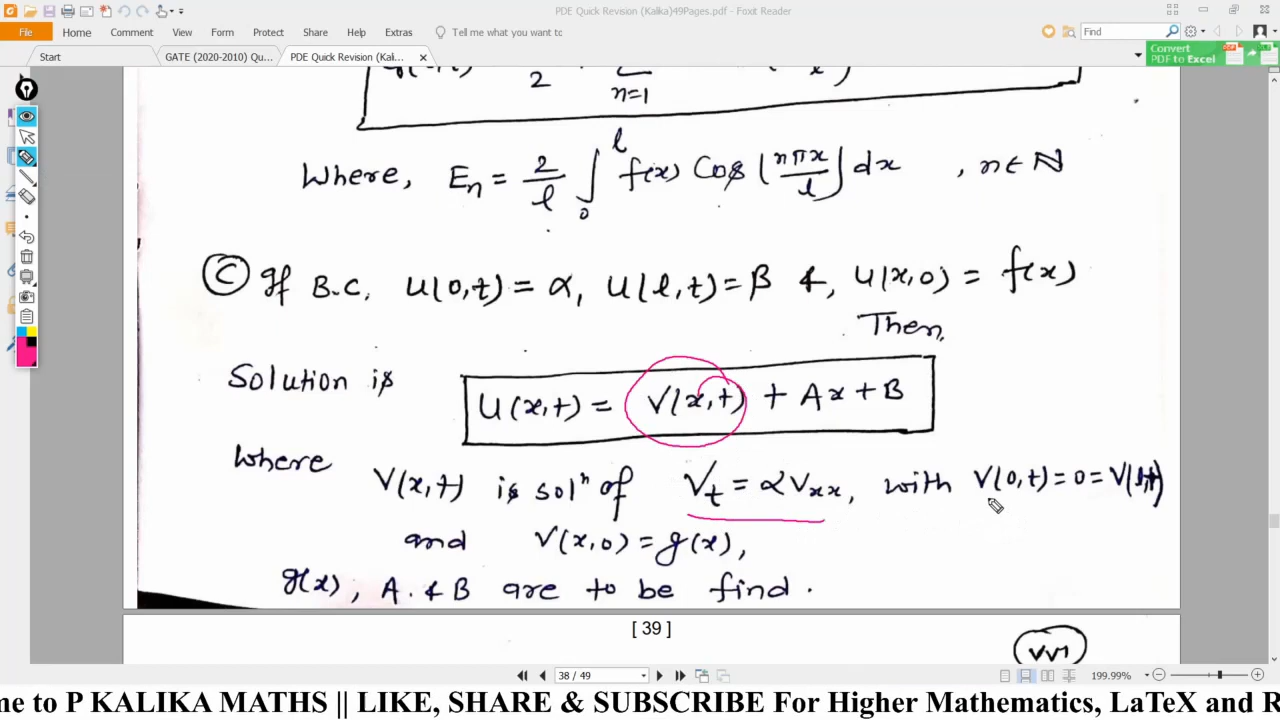 PDE Quick Revision (Kalika)49Pages.pdf - Foxit Reader
File Home Comment View Form Protect Share Help Extras Tell me what you want to Find
Start GATE (2020-2010) Qu... PDE Quick Revision (Kal... Convert PDF to Excel
2 n=1
Where, Eₙ = 2/l ∫₀ˡ f(x) Cos (nπx/l) dx , n∈ℕ
Ⓒ If B.C. U(0,t) = α, U(l,t) = β &, U(x,0) = f(x)
Then,
Solution is U(x,t) = V(x,t) + Ax + B
Where V(x,t) is solⁿ of Vₜ = αVₓₓ, with V(0,t) = 0 = V(l,t)
and V(x,0) = g(x),
g(x), A. & B are to be find.
[ 39 ]
38 / 49 199.99%
me to P KALIKA MATHS || LIKE, SHARE & SUBSCRIBE For Higher Mathematics, LaTeX and R